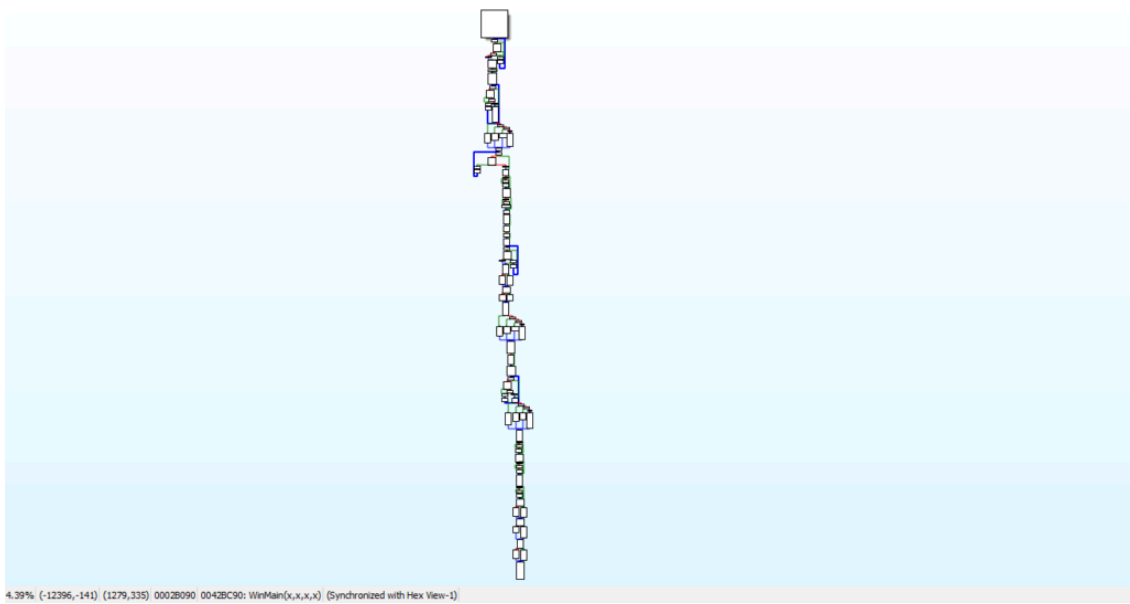 4.39% (-12396,-141) (1279,335) 0002B090 0042BC90: WinMain(x,x,x,x) (Synchronized with Hex View-1)